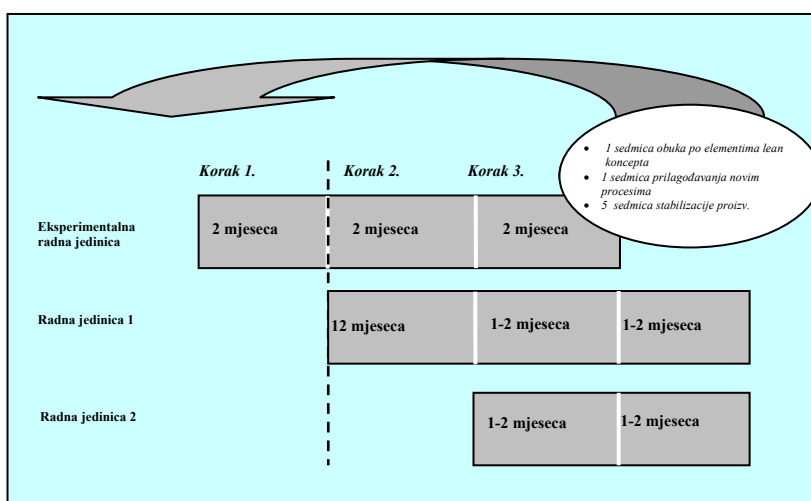 • 1 sedmica obuka po elementima lean
koncepta
• 1 sedmica prilagođavanja novim
procesima
• 5 sedmica stabilizacije proizv.
Korak 1. Korak 2. Korak 3.
Eksperimentalna
radna jedinica
2 mjeseca 2 mjeseca 2 mjeseca
Radna jedinica 1
12 mjeseca 1-2 mjeseca 1-2 mjeseca
Radna jedinica 2
1-2 mjeseca 1-2 mjeseca